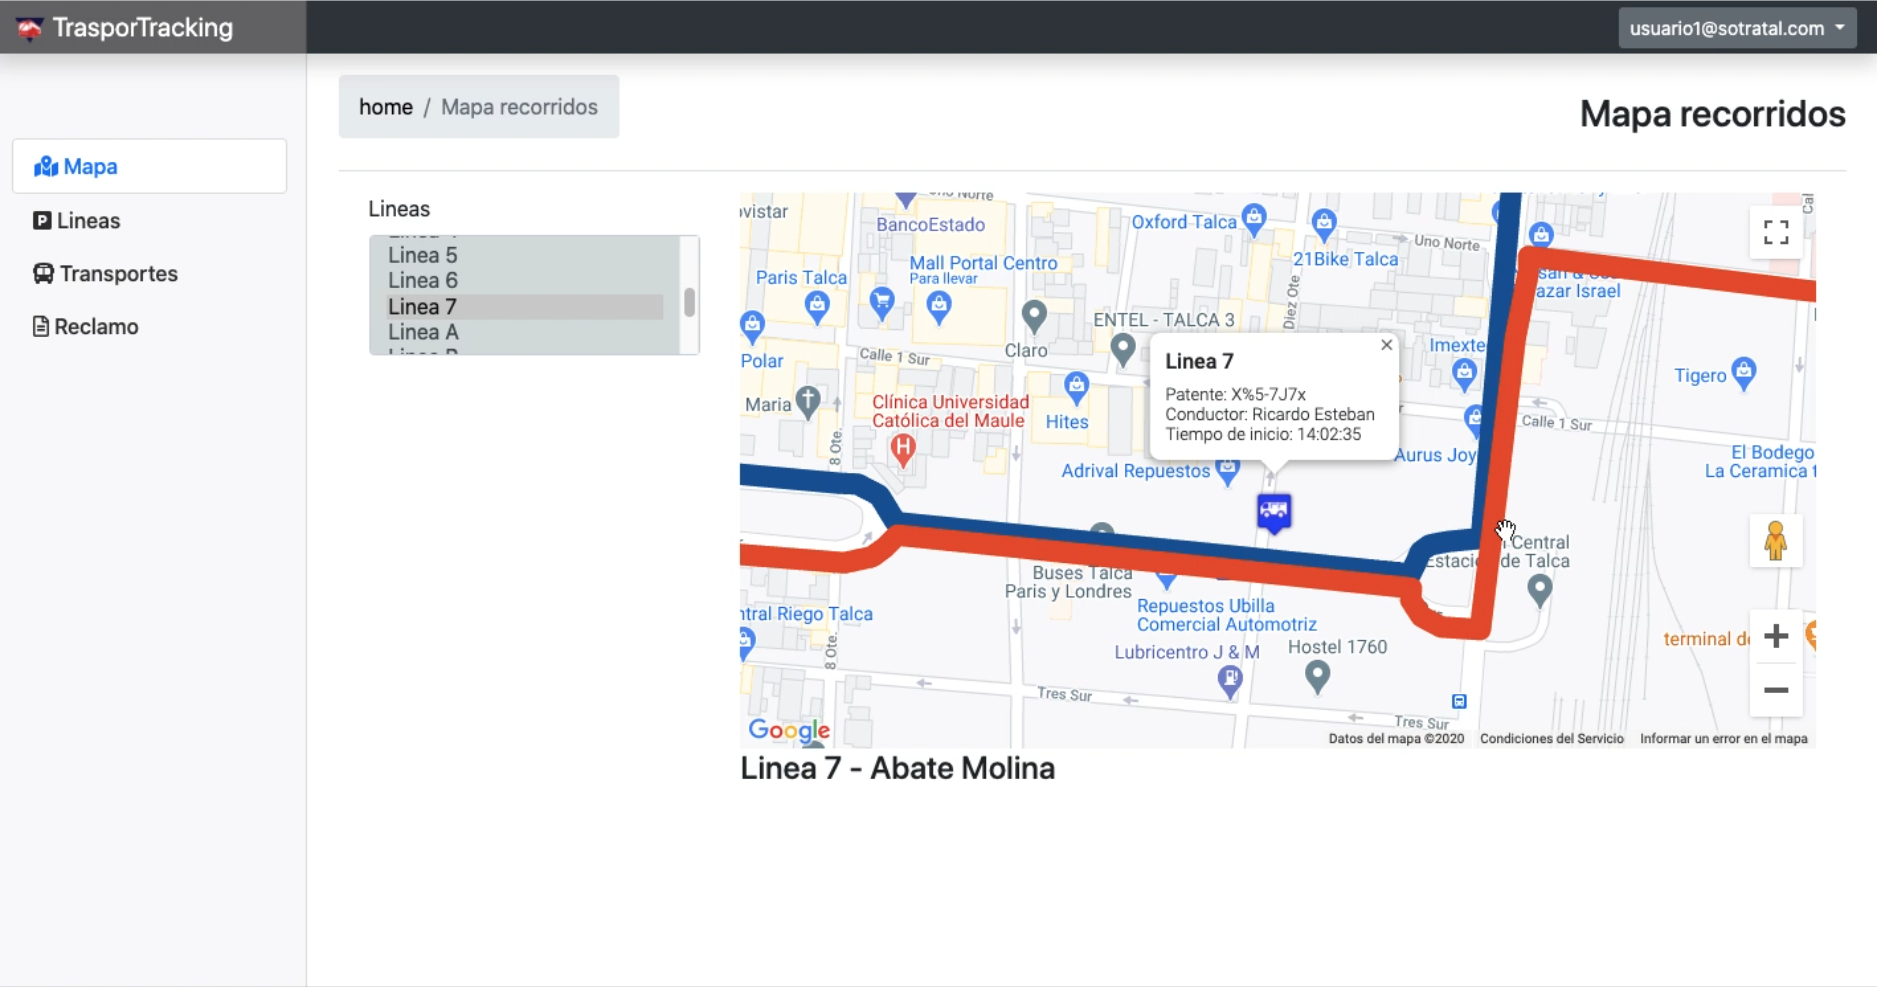 TrasporTracking
usuario1@sotratal.com
home / Mapa recorridos
Mapa recorridos
Mapa
Lineas
Transportes
Reclamo
Lineas
Linea 5
Linea 6
Linea 7
Linea A
Uno Norte
BancoEstado
Oxford Talca
Uno Norte
21Bike Talca
Mall Portal Centro
Para llevar
Paris Talca
azar Israel
Diez Ote
ENTEL - TALCA 3
Claro
Calle 1 Sur
Polar
Imexte
Tigero
Linea 7
Patente: X%5-7J7x
Conductor: Ricardo Esteban
Tiempo de inicio: 14:02:35
Maria
Clínica Universidad
Católica del Maule
Hites
8 Ote.
Calle 1 Sur
Aurus Joy
El Bodego
La Ceramica t
Adrival Repuestos
Central
Estaci de Talca
Buses Talca
Paris y Londres
Repuestos Ubilla
Comercial Automotriz
ntral Riego Talca
8 Ote.
Lubricentro J & M
Hostel 1760
terminal de
Tres Sur
Tres Sur
Google
Datos del mapa ©2020
Condiciones del Servicio
Informar un error en el mapa
Linea 7 - Abate Molina